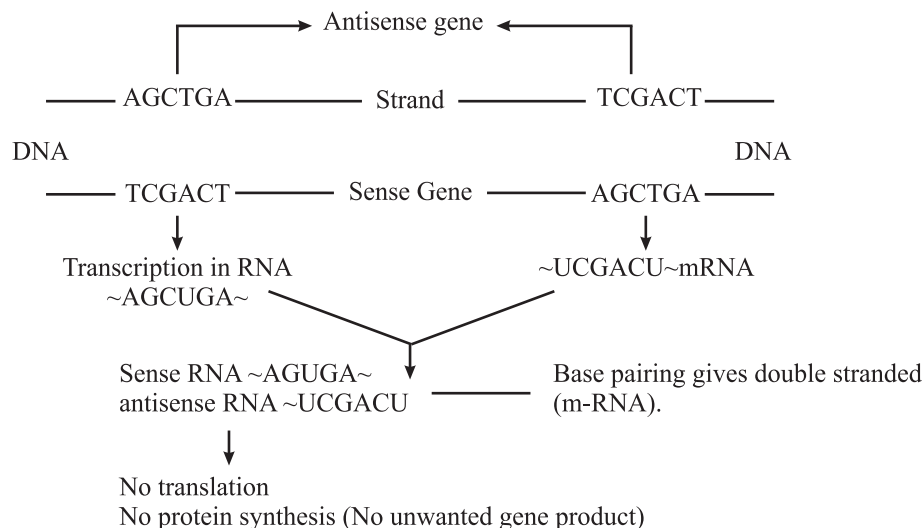 Antisense gene
AGCTGA Strand TCGACT
DNA DNA
TCGACT Sense Gene AGCTGA
Transcription in RNA ~UCGACU~mRNA
~AGCUGA~
Sense RNA ~AGUGA~ Base pairing gives double stranded
antisense RNA ~UCGACU (m-RNA).
No translation
No protein synthesis (No unwanted gene product)